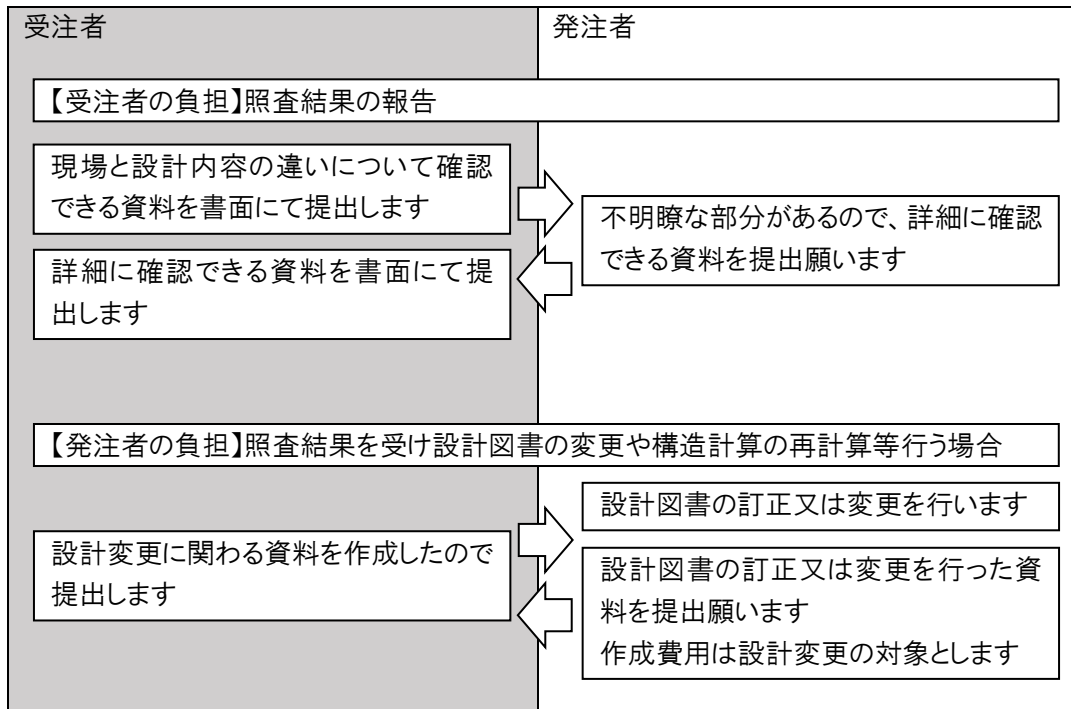 受注者
発注者
【受注者の負担】照査結果の報告
現場と設計内容の違いについて確認
できる資料を書面にて提出します
不明瞭な部分があるので、詳細に確認
できる資料を提出願います
詳細に確認できる資料を書面にて提
出します
【発注者の負担】照査結果を受け設計図書の変更や構造計算の再計算等行う場合
設計図書の訂正又は変更を行います
設計変更に関わる資料を作成したので
提出します
設計図書の訂正又は変更を行った資
料を提出願います
作成費用は設計変更の対象とします